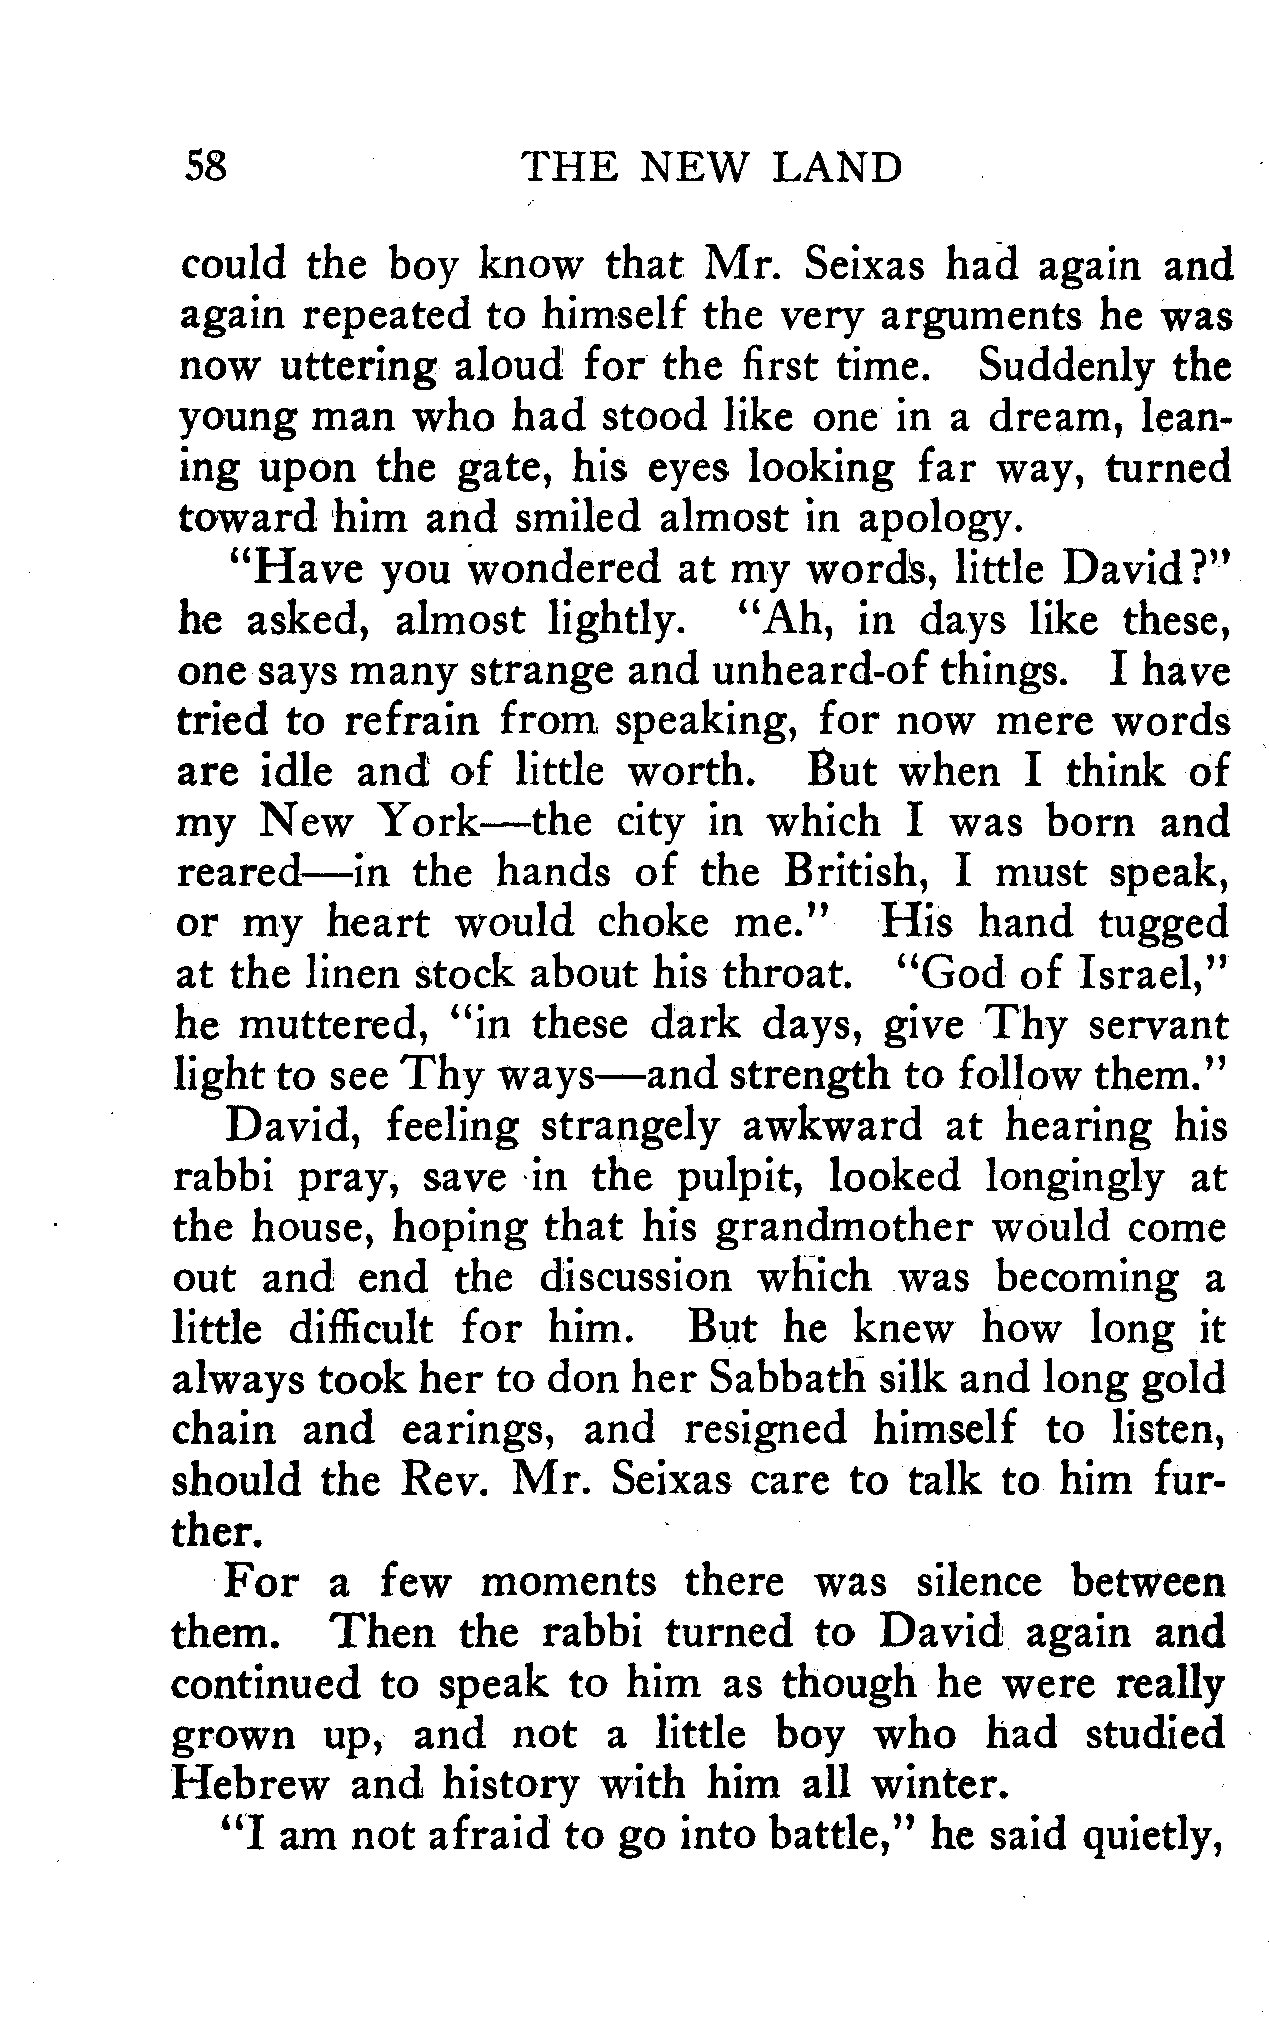 58 THE NEW LAND
could the boy know that Mr. Seixas had again and
again repeated to himself the very arguments he was
now uttering aloud for the first time. Suddenly the
young man who had stood like one in a dream, lean-
ing upon the gate, his eyes looking far way, turned
toward him and smiled almost in apology.
“Have you wondered at my words, little David?”
he asked, almost lightly. “Ah, in days like these,
one says many strange and unheard-of things. I have
tried to refrain from speaking, for now mere words
are idle and of little worth. But when I think of
my New York—the city in which I was born and
reared—in the hands of the British, I must speak,
or my heart would choke me.” His hand tugged
at the linen stock about his throat. “God of Israel,”
he muttered, “in these dark days, give Thy servant
light to see Thy ways—and strength to follow them.”
David, feeling strangely awkward at hearing his
rabbi pray, save in the pulpit, looked longingly at
the house, hoping that his grandmother would come
out and end the discussion which was becoming a
little difficult for him. But he knew how long it
always took her to don her Sabbath silk and long gold
chain and earings, and resigned himself to listen,
should the Rev. Mr. Seixas care to talk to him fur-
ther.
For a few moments there was silence between
them. Then the rabbi turned to David again and
continued to speak to him as though he were really
grown up, and not a little boy who had studied
Hebrew and history with him all winter.
“I am not afraid to go into battle,” he said quietly,